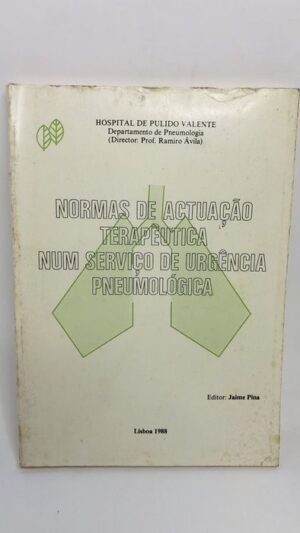 HOSPITAL DE PULIDO VALENTE
Departamento de Pneumologia
(Director: Prof. Ramiro Ávila)
NORMAS DE ACTUAÇÃO
TERAPÊUTICA
NUM SERVIÇO DE URGÊNCIA
PNEUMOLÓGICA
Editor: Jaime Pina
Lisboa 1988